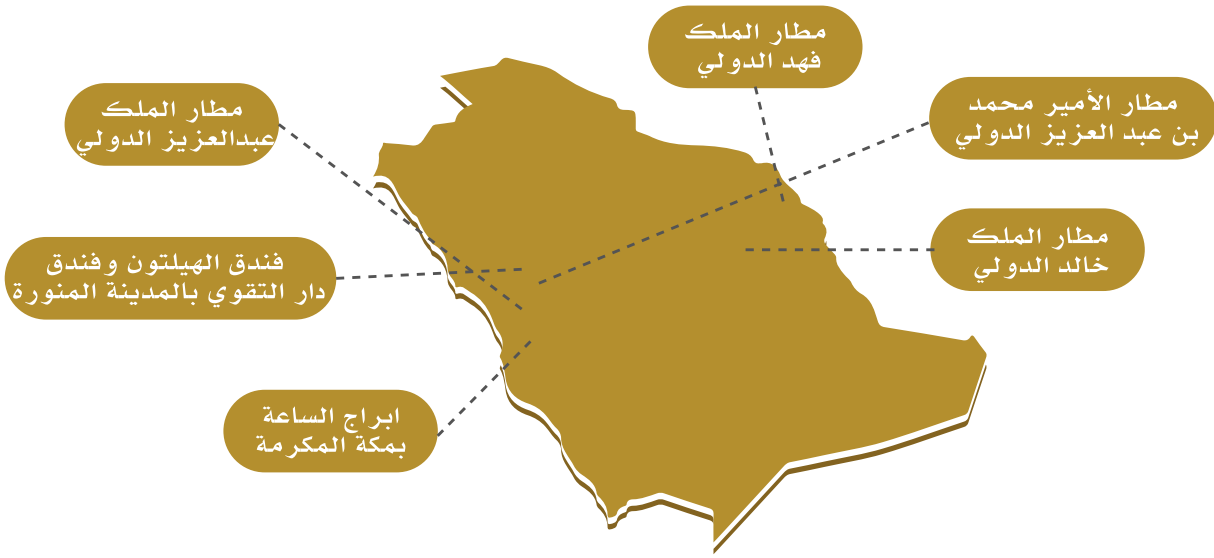 مطار الملك
فهد الدولي
مطار الأمير محمد
بن عبد العزيز الدولي
مطار الملك
عبدالعزيز الدولي
مطار الملك
خالد الدولي
فندق الهيلتون وفندق
دار التقوي بالمدينة المنورة
ابراج الساعة
بمكة المكرمة